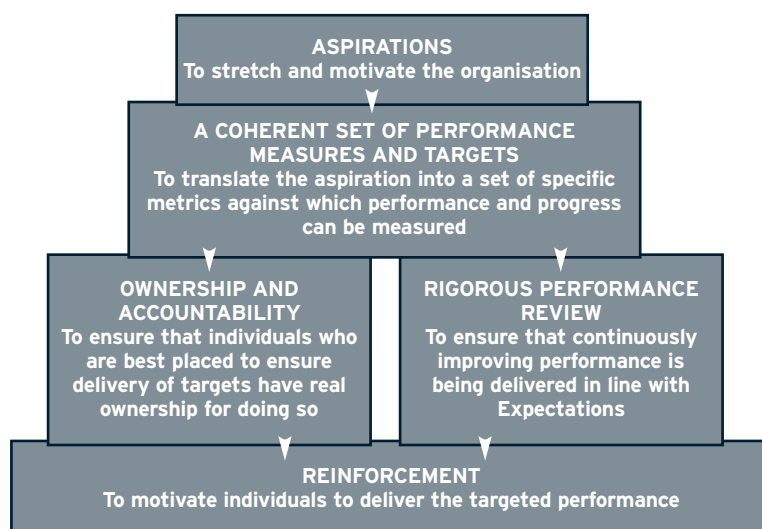 ASPIRATIONS
To stretch and motivate the organisation
A COHERENT SET OF PERFORMANCE
MEASURES AND TARGETS
To translate the aspiration into a set of specific
metrics against which performance and progress
can be measured
OWNERSHIP AND
ACCOUNTABILITY
To ensure that individuals who
are best placed to ensure
delivery of targets have real
ownership for doing so
RIGOROUS PERFORMANCE
REVIEW
To ensure that continuously
improving performance is
being delivered in line with
Expectations
REINFORCEMENT
To motivate individuals to deliver the targeted performance